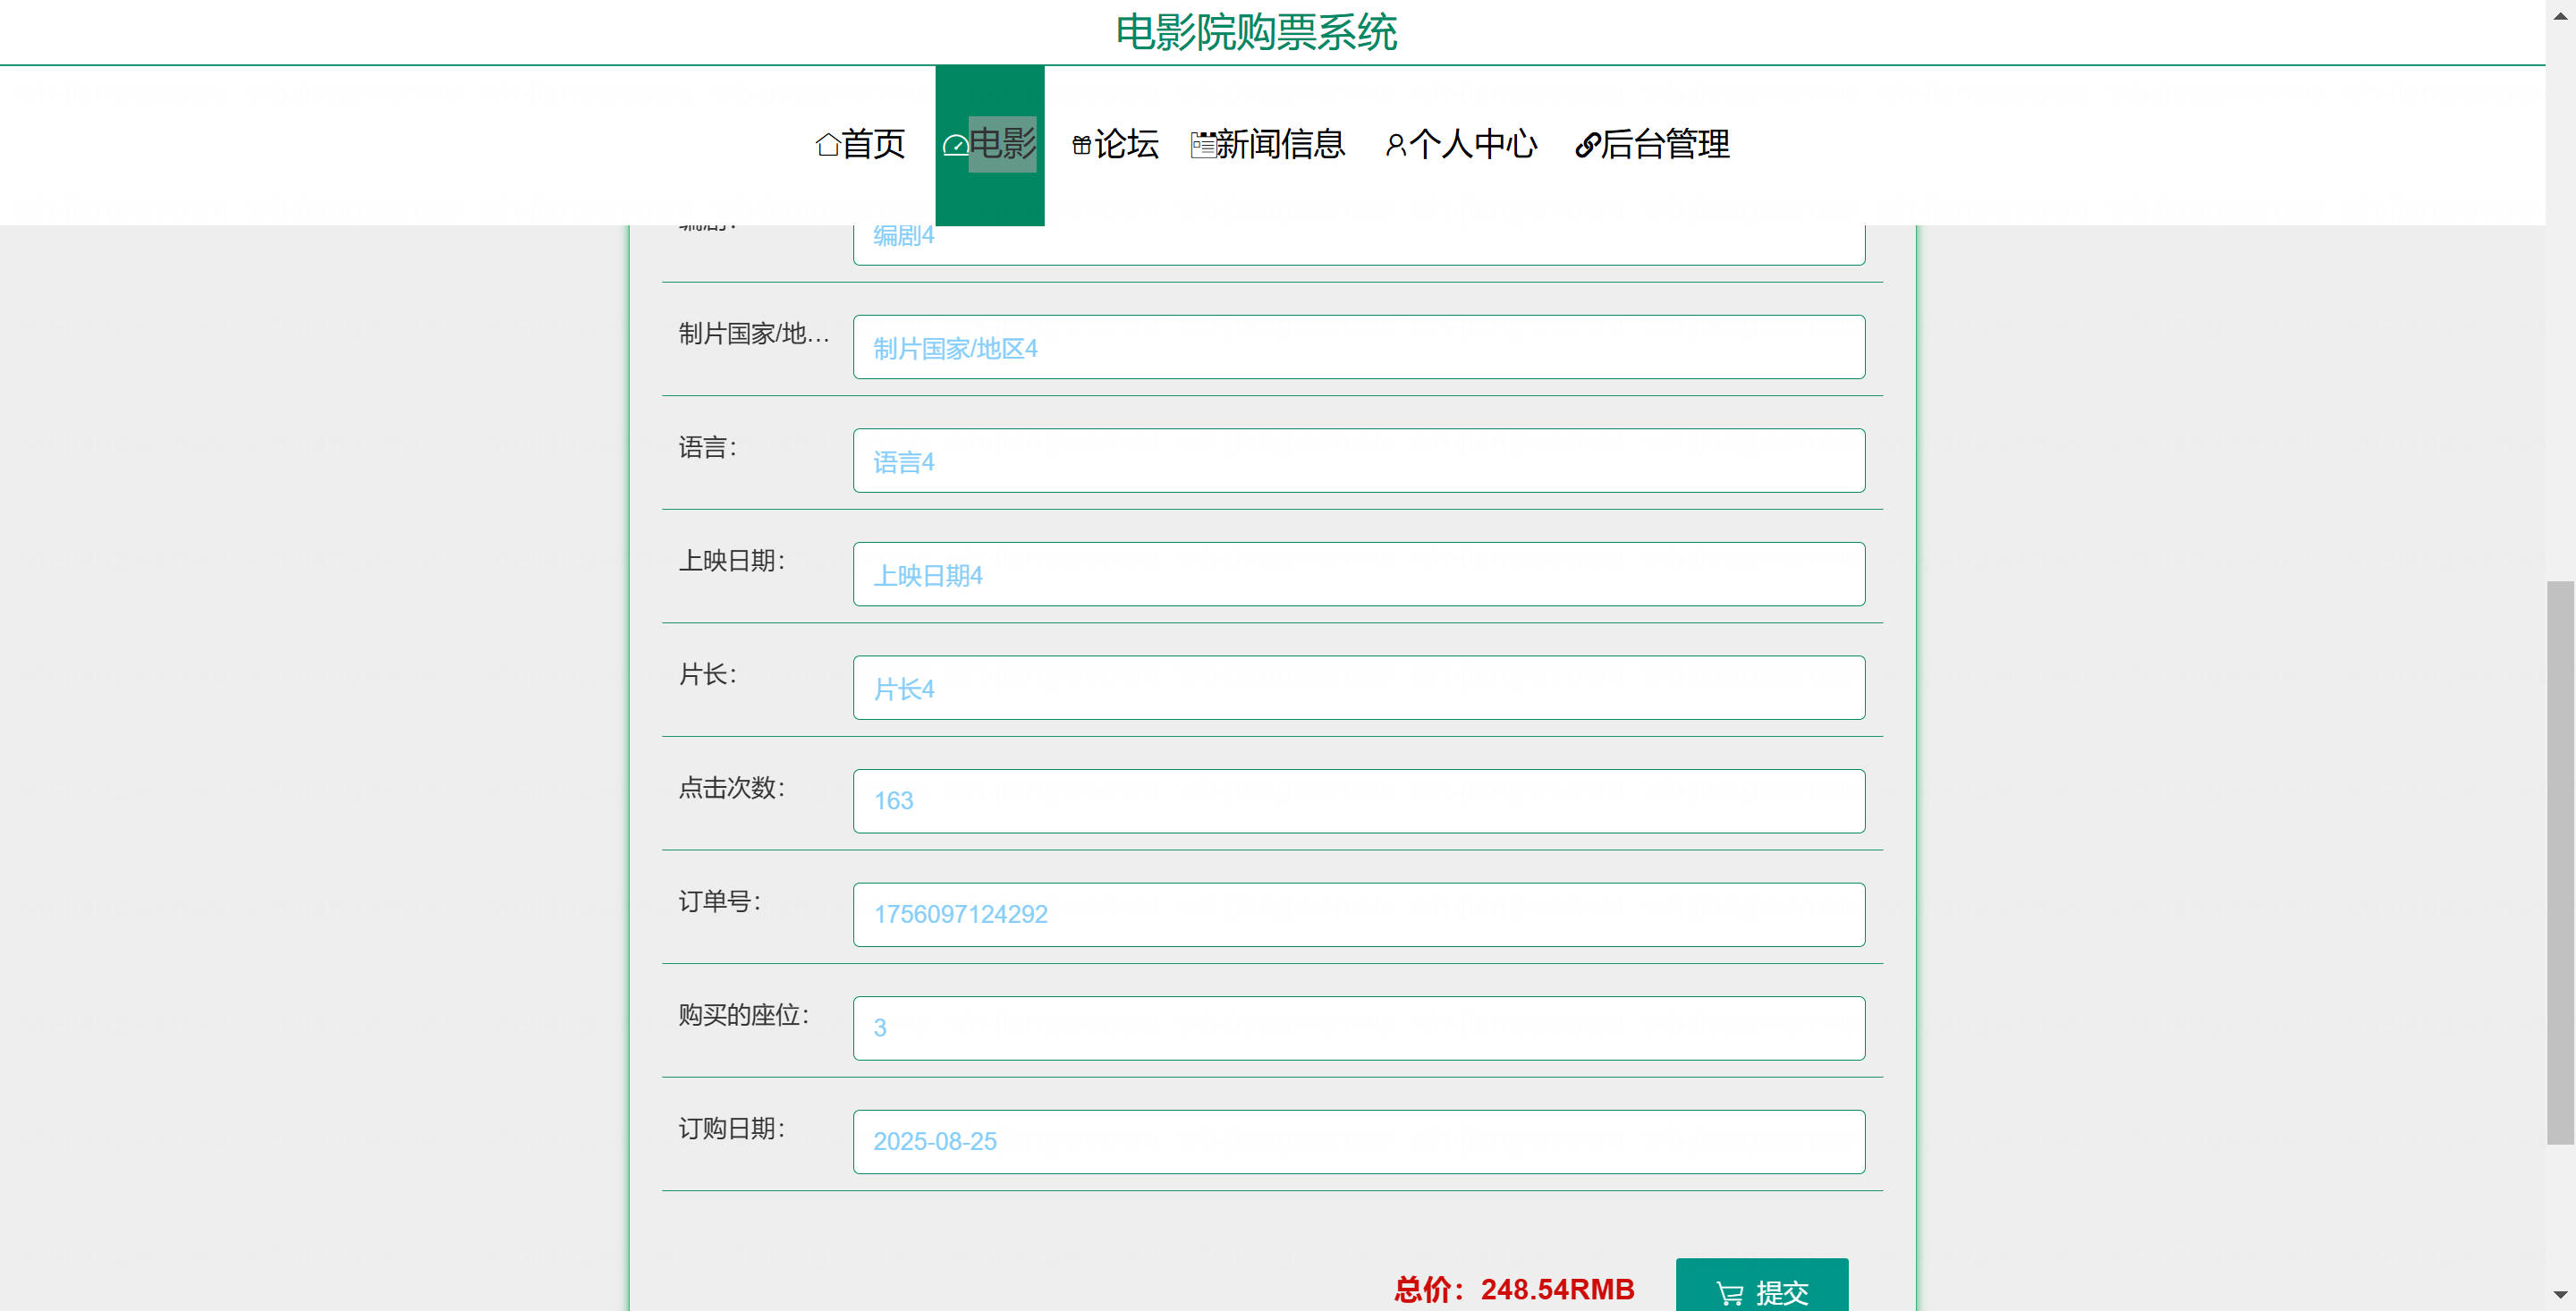 电影院购票系统
首页 电影 论坛 新闻信息 个人中心 后台管理
编剧: 编剧4
制片国家/地… 制片国家/地区4
语言: 语言4
上映日期: 上映日期4
片长: 片长4
点击次数: 163
订单号: 1756097124292
购买的座位: 3
订购日期: 2025-08-25
总价：248.54RMB 提交